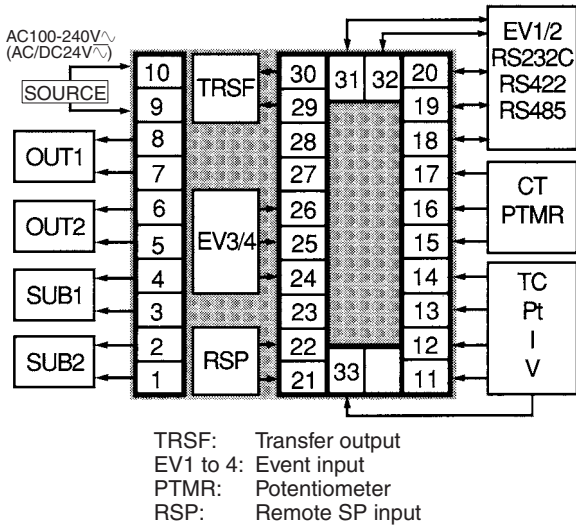 AC100-240V
(AC/DC24V)
SOURCE
OUT1
OUT2
SUB1
SUB2
10
9
8
7
6
5
4
3
2
1
TRSF
EV3/4
RSP
30
29
28
27
26
25
24
23
22
21
31 32
33
20
19
18
17
16
15
14
13
12
11
EV1/2
RS232C
RS422
RS485
CT
PTMR
TC
Pt
I
V
TRSF: Transfer output
EV1 to 4: Event input
PTMR: Potentiometer
RSP: Remote SP input